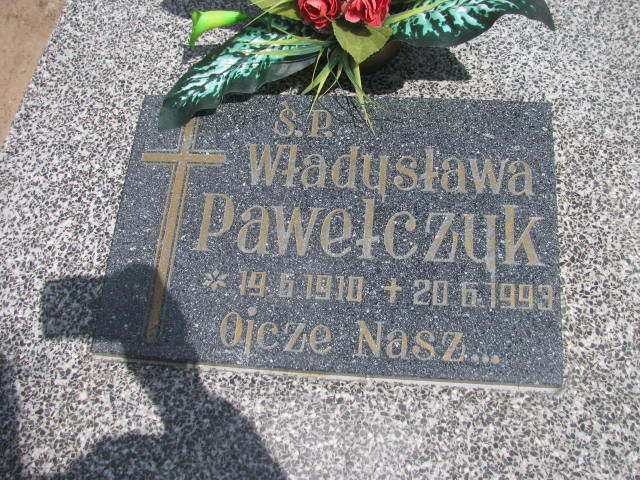 Ś.P.
Władysława
Pawełczyk
* 19 6 1910 + 20 6 1993
Ojcze Nasz...